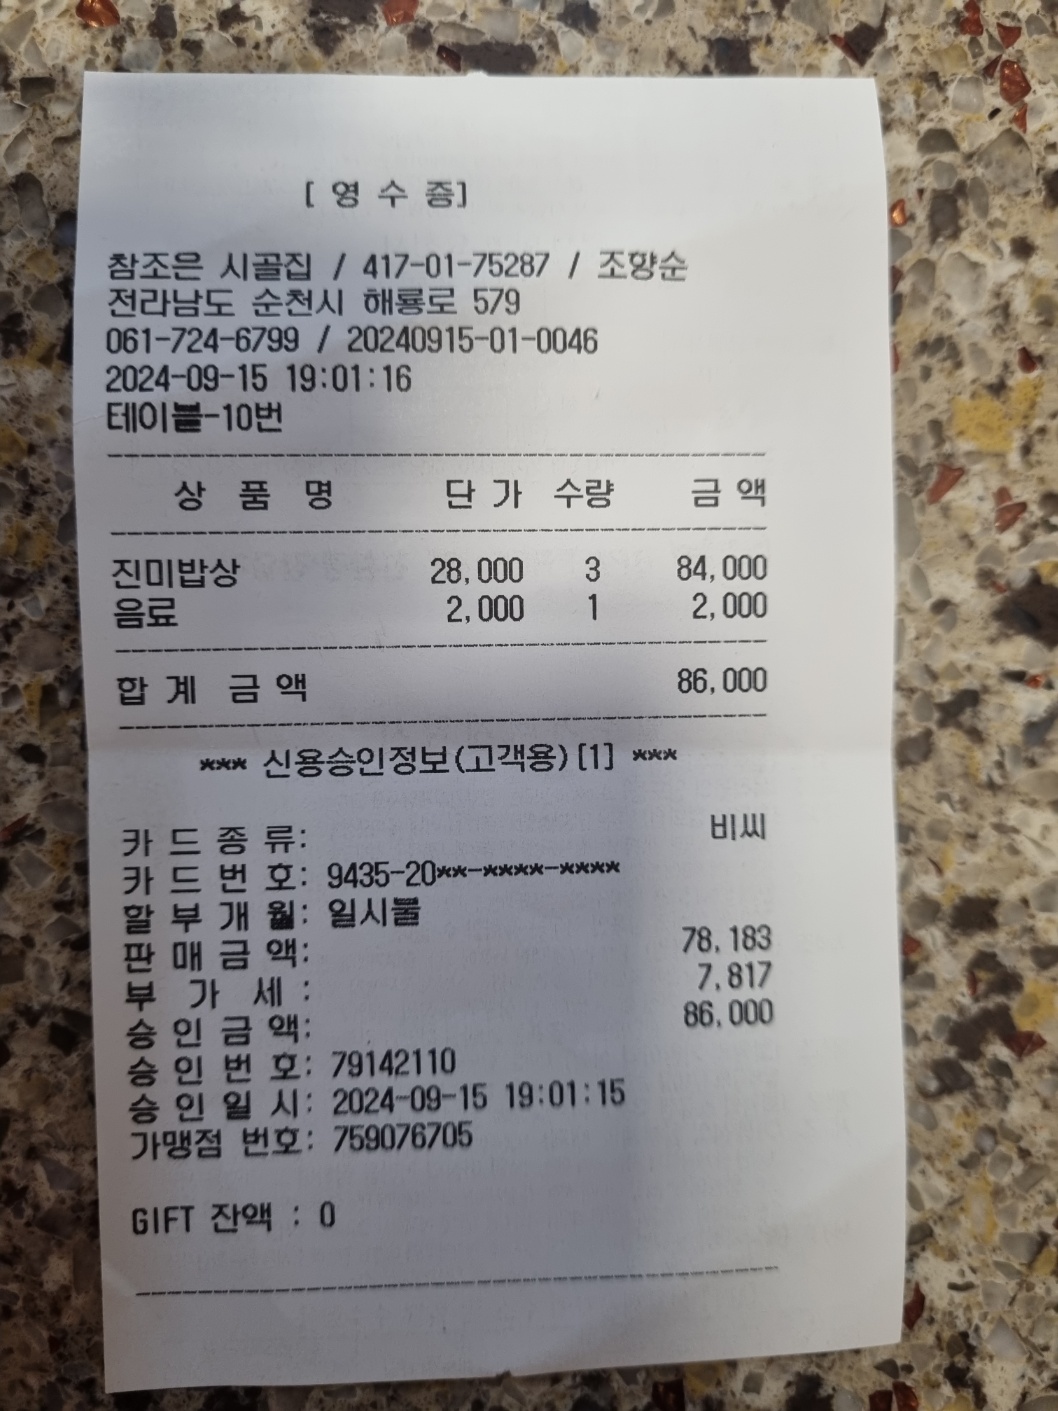 [ 영 수 증]
참조은 시골집 / 417-01-75287 / 조향순
전라남도 순천시 해룡로 579
061-724-6799 / 20240915-01-0046
2024-09-15 19:01:16
테이블-10번
상 품 명 단 가 수량 금 액
진미밥상 28,000 3 84,000
음료 2,000 1 2,000
합 계 금 액 86,000
*** 신용승인정보(고객용)[1] ***
카 드 종 류: 비씨
카 드 번 호: 9435-20**-****-****
할 부 개 월: 일시불
판 매 금 액: 78,183
부 가 세 : 7,817
승 인 금 액: 86,000
승 인 번 호: 79142110
승 인 일 시: 2024-09-15 19:01:15
가맹점 번호: 759076705
GIFT 잔액 : 0